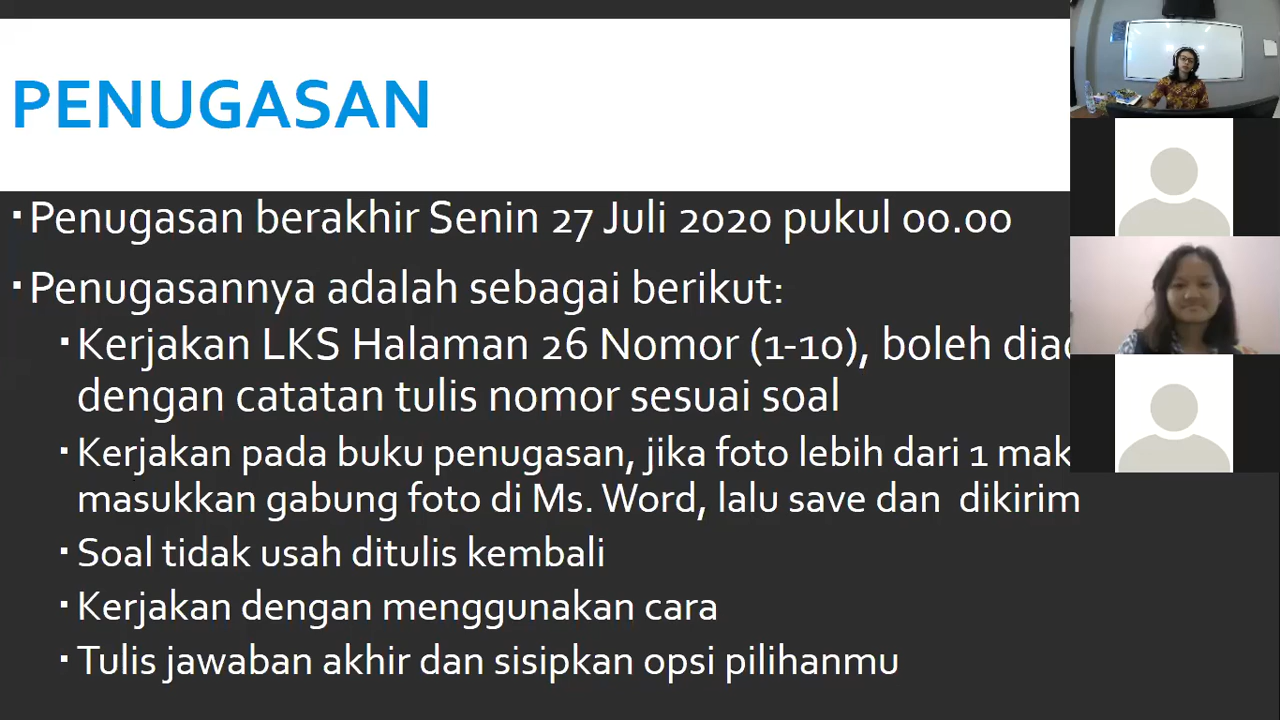 PENUGASAN
Penugasan berakhir Senin 27 Juli 2020 pukul 00.00
Penugasannya adalah sebagai berikut:
Kerjakan LKS Halaman 26 Nomor (1-10), boleh
dengan catatan tulis nomor sesuai soal
Kerjakan pada buku penugasan, jika foto lebih dari 1
masukkan gabung foto di Ms. Word, lalu save dan dikirim
Soal tidak usah ditulis kembali
Kerjakan dengan menggunakan cara
Tulis jawaban akhir dan sisipkan opsi pilihanmu